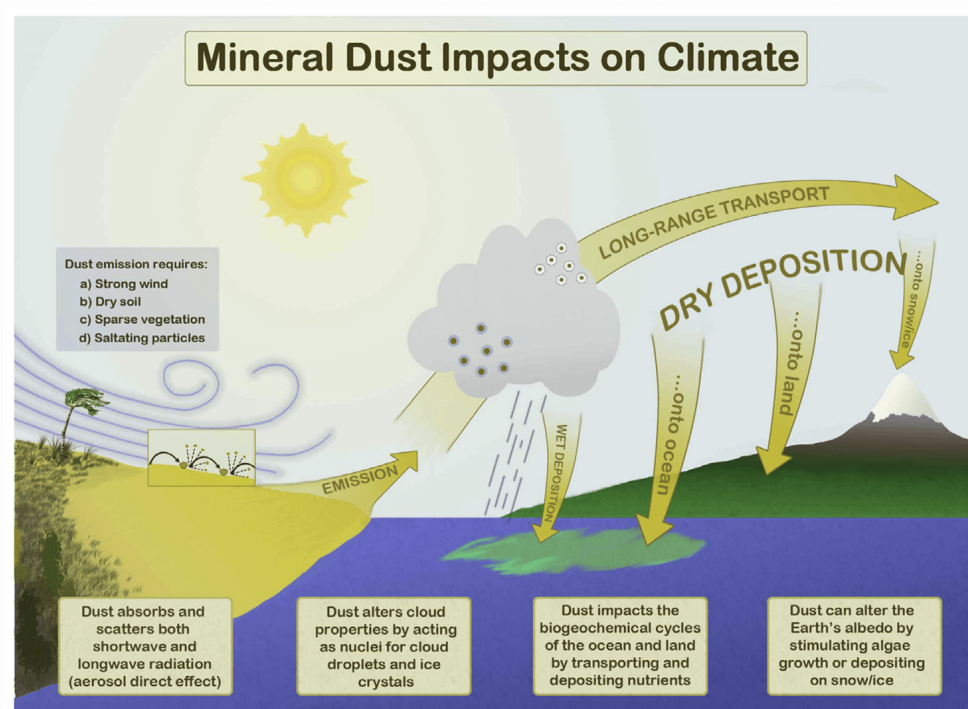 Mineral Dust Impacts on Climate
LONG-RANGE TRANSPORT
DRY DEPOSITION
...onto snow/ice
Dust emission requires:
a) Strong wind
b) Dry soil
c) Sparse vegetation
d) Saltating particles
...onto land
...onto ocean
WET DEPOSITION
EMISSION
Dust absorbs and
scatters both
shortwave and
longwave radiation
(aerosol direct effect)
Dust alters cloud
properties by acting
as nuclei for cloud
droplets and ice
crystals
Dust impacts the
biogeochemical cycles
of the ocean and land
by transporting and
depositing nutrients
Dust can alter the
Earth's albedo by
stimulating algae
growth or depositing
on snow/ice